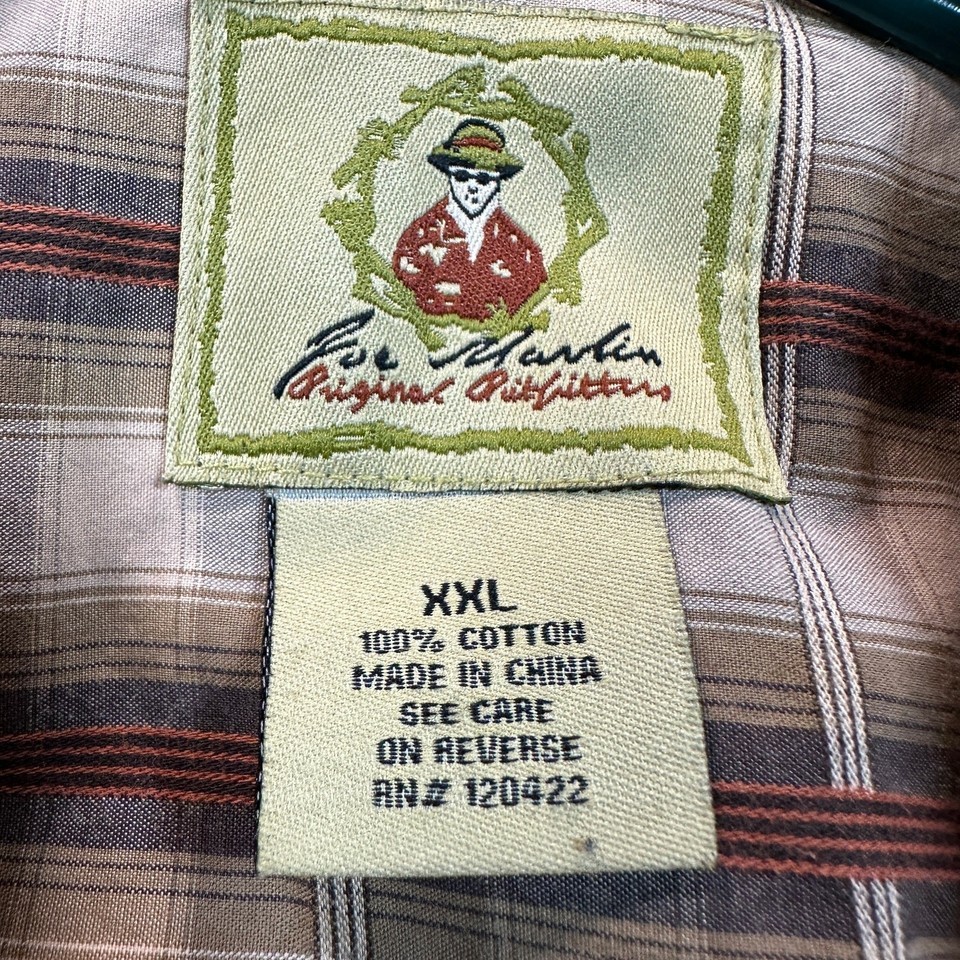 Joe Marlin
Original Outfitters
XXL
100% COTTON
MADE IN CHINA
SEE CARE
ON REVERSE
RN# 120422